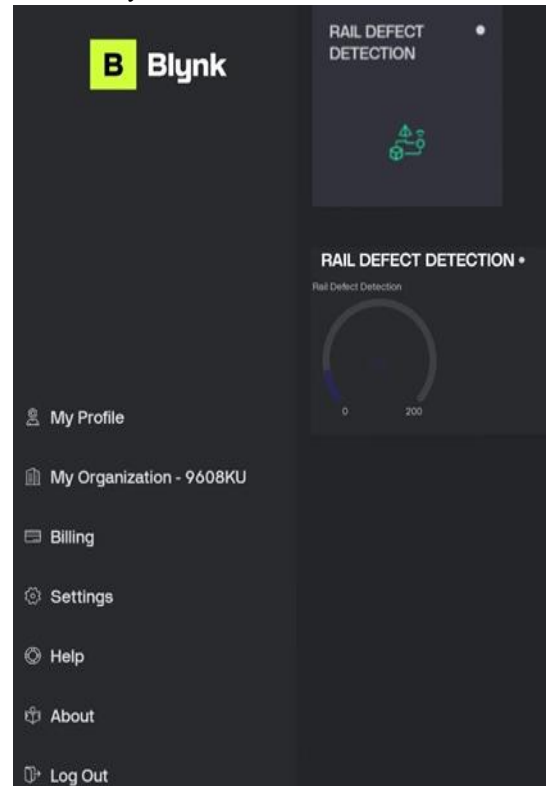 B Blynk
My Profile
My Organization - 9608KU
Billing
Settings
Help
About
Log Out
RAIL DEFECT
DETECTION
RAIL DEFECT DETECTION
Rail Defect Detection
0 200